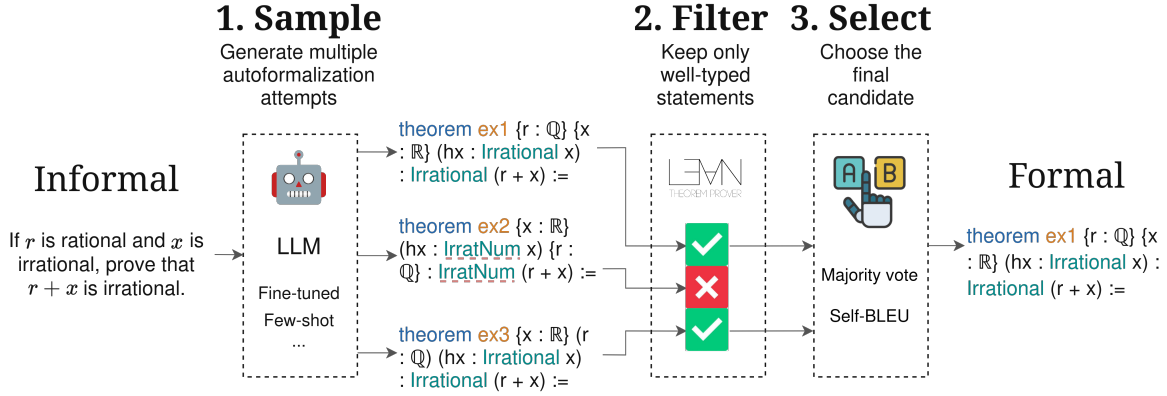 1. Sample
Generate multiple
autoformalization
attempts
2. Filter
Keep only
well-typed
statements
3. Select
Choose the
final
candidate
Informal
If r is rational and x is
irrational, prove that
r + x is irrational.
LLM
Fine-tuned
Few-shot
...
theorem ex1 {r : ℚ} {x
: ℝ} (hx : Irrational x)
: Irrational (r + x) :=
theorem ex2 {x : ℝ}
(hx : IrratNum x) {r :
ℚ} : IrratNum (r + x) :=
theorem ex3 {x : ℝ} (r
: ℚ) (hx : Irrational x)
: Irrational (r + x) :=
L∃∀N
THEOREM PROVER
A B
Majority vote
Self-BLEU
Formal
theorem ex1 {r : ℚ} {x
: ℝ} (hx : Irrational x) :
Irrational (r + x) :=